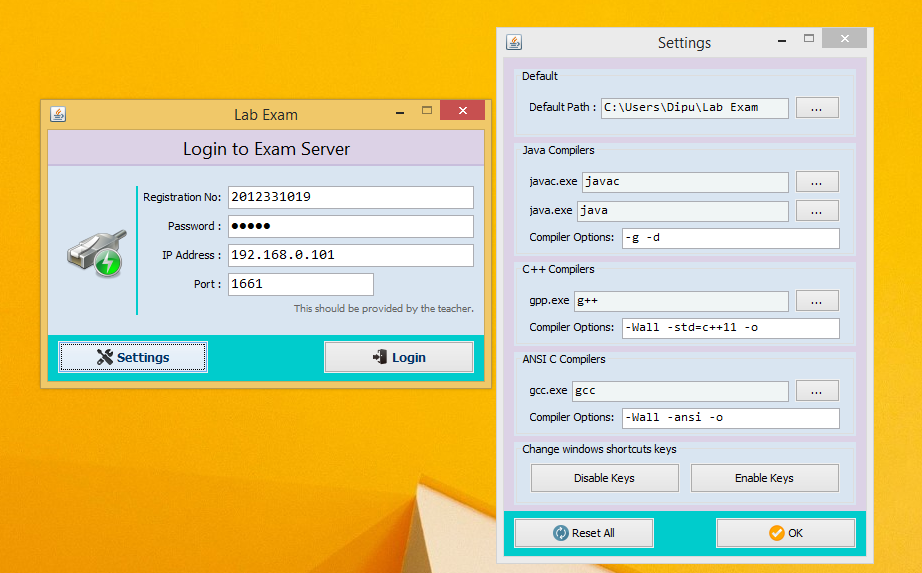 Lab Exam
Login to Exam Server
Registration No: 2012331019
Password : •••••
IP Address : 192.168.0.101
Port : 1661
This should be provided by the teacher.
Settings
Login
Settings
Default
Default Path : C:\Users\Dipu\Lab Exam ...
Java Compilers
javac.exe javac ...
java.exe java ...
Compiler Options: -g -d
C++ Compilers
gpp.exe g++ ...
Compiler Options: -Wall -std=c++11 -o
ANSI C Compilers
gcc.exe gcc ...
Compiler Options: -Wall -ansi -o
Change windows shortcuts keys
Disable Keys Enable Keys
Reset All OK